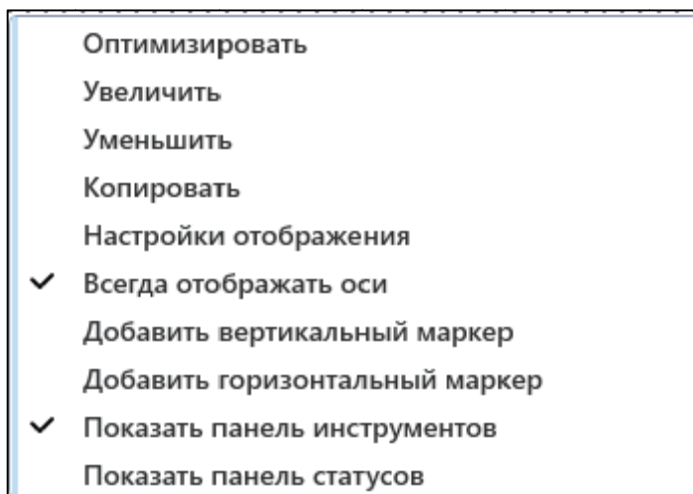 Оптимизировать
Увеличить
Уменьшить
Копировать
Настройки отображения
Всегда отображать оси
Добавить вертикальный маркер
Добавить горизонтальный маркер
Показать панель инструментов
Показать панель статусов